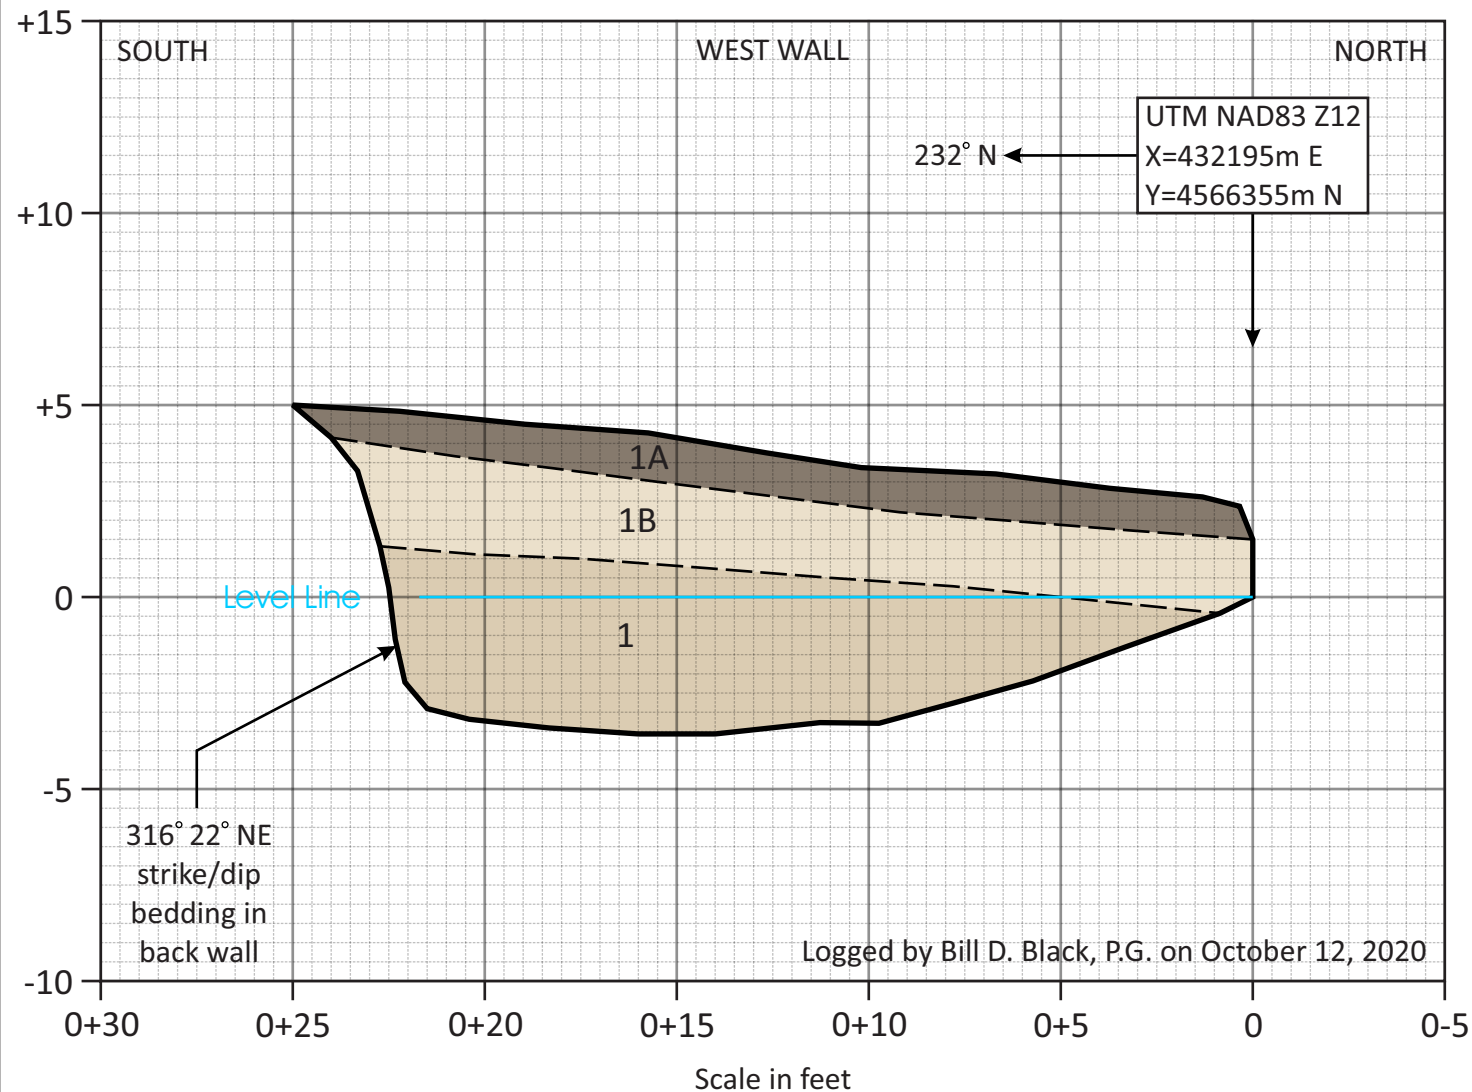 +15
SOUTH
WEST WALL
NORTH
UTM NAD83 Z12
X=432195m E
Y=4566355m N
232° N
+10
+5
1A
1B
0
Level Line
1
-5
316° 22° NE
strike/dip
bedding in
back wall
Logged by Bill D. Black, P.G. on October 12, 2020
-10
0+30
0+25
0+20
0+15
0+10
0+5
0
0-5
Scale in feet